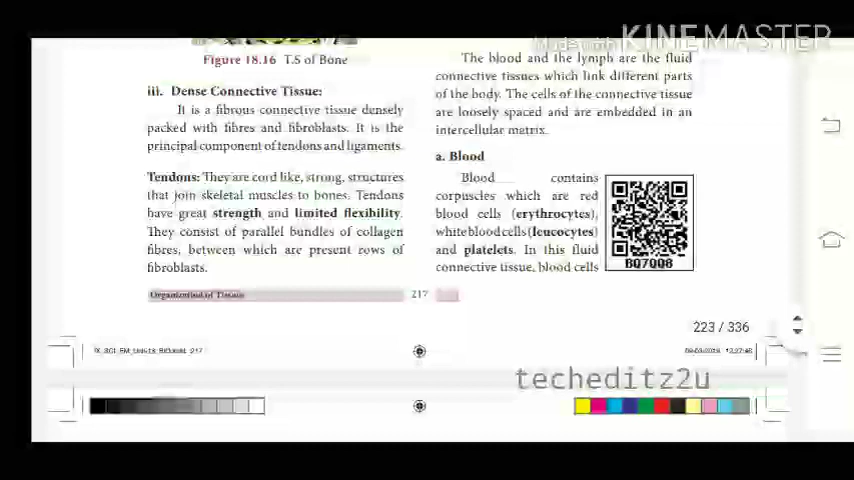 Made with KINEMASTER
Figure 18.16 T.S of Bone
iii. Dense Connective Tissue:
It is a fibrous connective tissue densely
packed with fibres and fibroblasts. It is the
principal component of tendons and ligaments.
Tendons: They are cord like, strong, structures
that join skeletal muscles to bones. Tendons
have great strength and limited flexibility.
They consist of parallel bundles of collagen
fibres, between which are present rows of
fibroblasts.
The blood and the lymph are the fluid
connective tissues which link different parts
of the body. The cells of the connective tissue
are loosely spaced and are embedded in an
intercellular matrix.
a. Blood
Blood contains
corpuscles which are red
blood cells (erythrocytes),
white blood cells (leucocytes)
and platelets. In this fluid
connective tissue, blood cells
BQ7QQ8
Organization of Tissues
217
223 / 336
techeditz2u